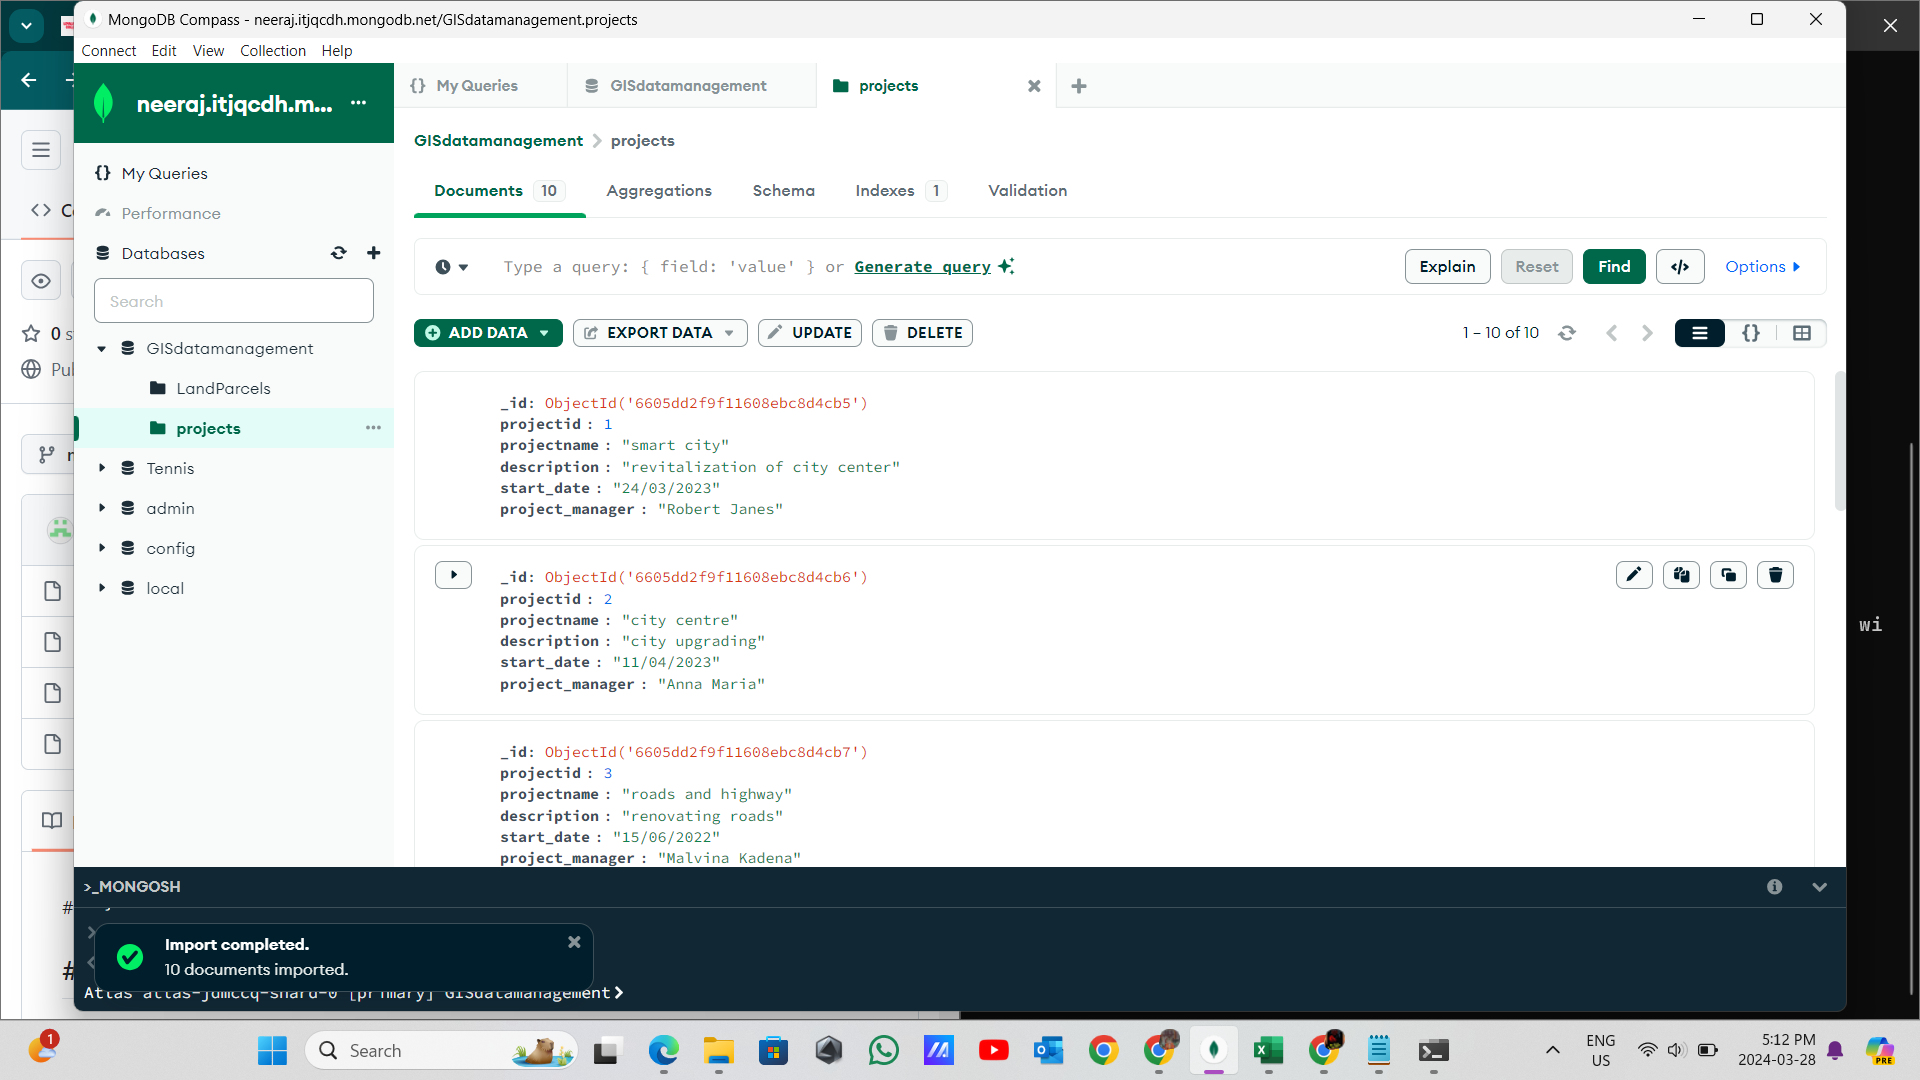 MongoDB Compass - neeraj.itjqcdh.mongodb.net/GISdatamanagement.projects
Connect Edit View Collection Help
neeraj.itjqcdh.m... ...
{} My Queries
GISdatamanagement
projects
My Queries
Performance
Databases
Search
GISdatamanagement
LandParcels
projects
Tennis
admin
config
local
GISdatamanagement > projects
Documents 10 Aggregations Schema Indexes 1 Validation
Type a query: { field: 'value' } or Generate query
Explain Reset Find </> Options
ADD DATA EXPORT DATA UPDATE DELETE
1 – 10 of 10
{}
_id: ObjectId('6605dd2f9f11608ebc8d4cb5')
projectid : 1
projectname : "smart city"
description : "revitalization of city center"
start_date : "24/03/2023"
project_manager : "Robert Janes"
_id: ObjectId('6605dd2f9f11608ebc8d4cb6')
projectid : 2
projectname : "city centre"
description : "city upgrading"
start_date : "11/04/2023"
project_manager : "Anna Maria"
_id: ObjectId('6605dd2f9f11608ebc8d4cb7')
projectid : 3
projectname : "roads and highway"
description : "renovating roads"
start_date : "15/06/2022"
project_manager : "Malvina Kadena"
>_MONGOSH
Import completed.
10 documents imported.
Atlas atlas-jdmccq-shard-0 [primary] GISdatamanagement>
0 s
Pu
#
#
wi
1
Search
PRE
ENG
US
5:12 PM
2024-03-28